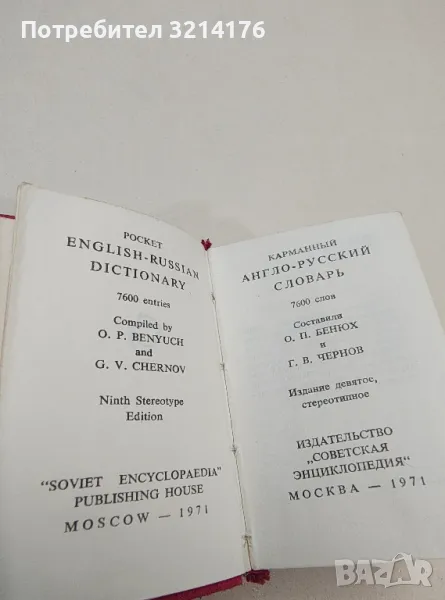 Потребител 3214176
POCKET
ENGLISH-RUSSIAN
DICTIONARY
7600 entries
Compiled by
O. P. BENYUCH
and
G. V. CHERNOV
Ninth Stereotype
Edition
"SOVIET ENCYCLOPAEDIA"
PUBLISHING HOUSE
MOSCOW — 1971
КАРМАННЫЙ
АНГЛО-РУССКИЙ
СЛОВАРЬ
7600 слов
Составили
О. П. БЕНЮХ
и
Г. В. ЧЕРНОВ
Издание девятое,
стереотипное
ИЗДАТЕЛЬСТВО
„СОВЕТСКАЯ
ЭНЦИКЛОПЕДИЯ"
МОСКВА — 1971
BAZAR